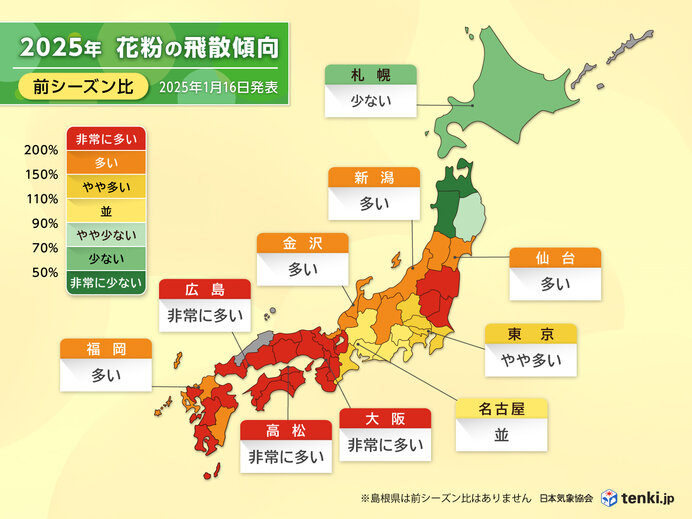 2025年 花粉の飛散傾向
前シーズン比 2025年1月16日発表
非常に多い
200%
多い
150%
やや多い
110%
並
90%
やや少ない
70%
少ない
50%
非常に少ない
札幌
少ない
新潟
多い
金沢
多い
仙台
多い
広島
非常に多い
東京
やや多い
福岡
多い
名古屋
並
高松
非常に多い
大阪
非常に多い
※島根県は前シーズン比はありません 日本気象協会 tenki.jp